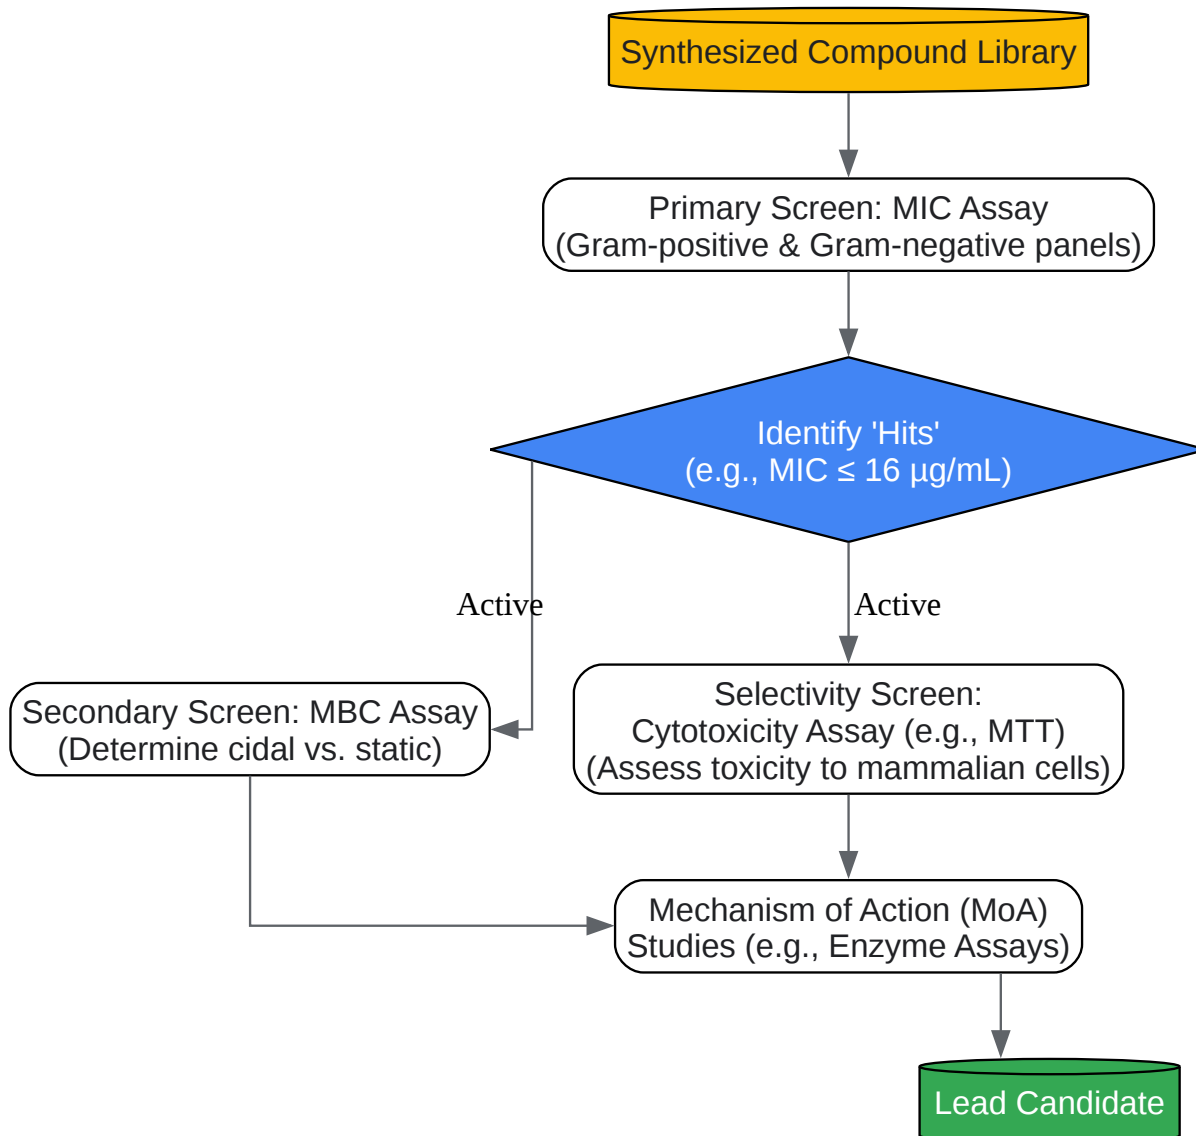 Synthesized Compound Library
Primary Screen: MIC Assay
(Gram-positive & Gram-negative panels)
Identify 'Hits'
(e.g., MIC ≤ 16 µg/mL)
Active
Active
Secondary Screen: MBC Assay
(Determine cidal vs. static)
Selectivity Screen:
Cytotoxicity Assay (e.g., MTT)
(Assess toxicity to mammalian cells)
Mechanism of Action (MoA)
Studies (e.g., Enzyme Assays)
Lead Candidate